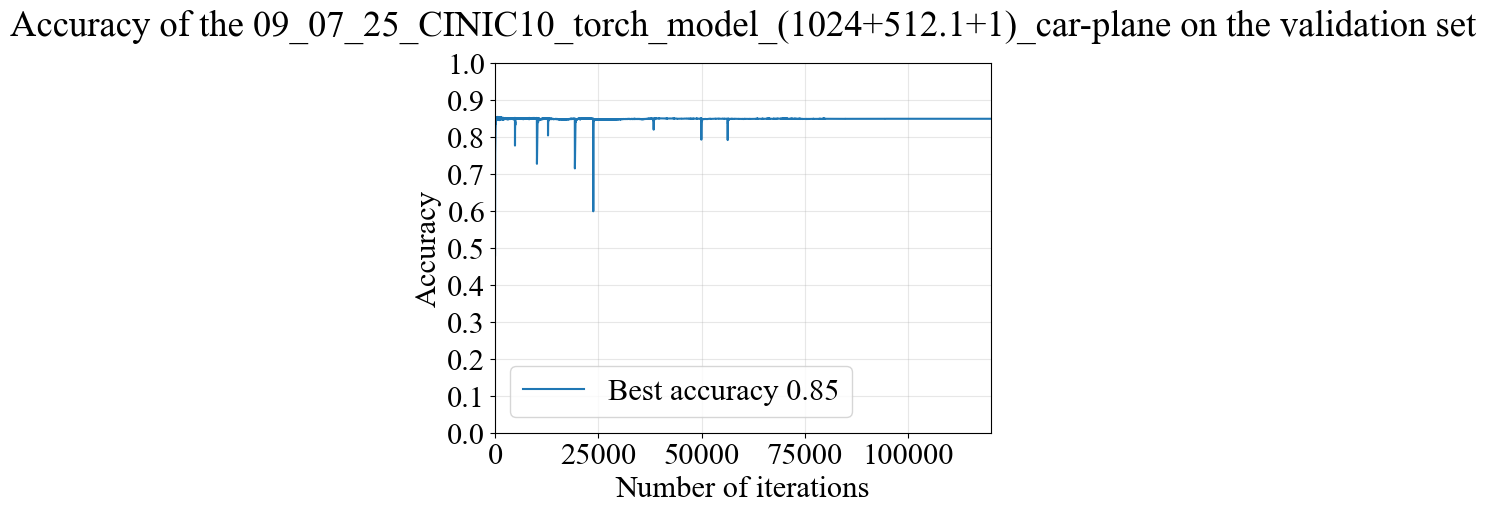 Accuracy of the 09_07_25_CINIC10_torch_model_(1024+512.1+1)_car-plane on the validation set
1.0
0.9
0.8
0.7
0.6
0.5
0.4
0.3
0.2
0.1
0.0
Accuracy
Best accuracy 0.85
0 25000 50000 75000 100000
Number of iterations